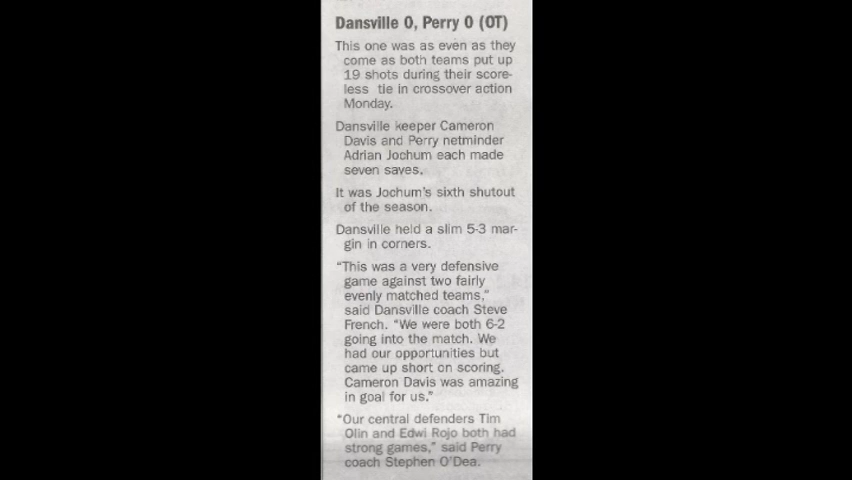 Dansville 0, Perry 0 (OT)
This one was as even as they
come as both teams put up
19 shots during their score-
less tie in crossover action
Monday.
Dansville keeper Cameron
Davis and Perry netminder
Adrian Jochum each made
seven saves.
It was Jochum's sixth shutout
of the season.
Dansville held a slim 5-3 mar-
gin in corners.
"This was a very defensive
game against two fairly
evenly matched teams,"
said Dansville coach Steve
French. "We were both 6-2
going into the match. We
had our opportunities but
came up short on scoring.
Cameron Davis was amazing
in goal for us."
"Our central defenders Tim
Olin and Edwi Rojo both had
strong games," said Perry
coach Stephen O'Dea.